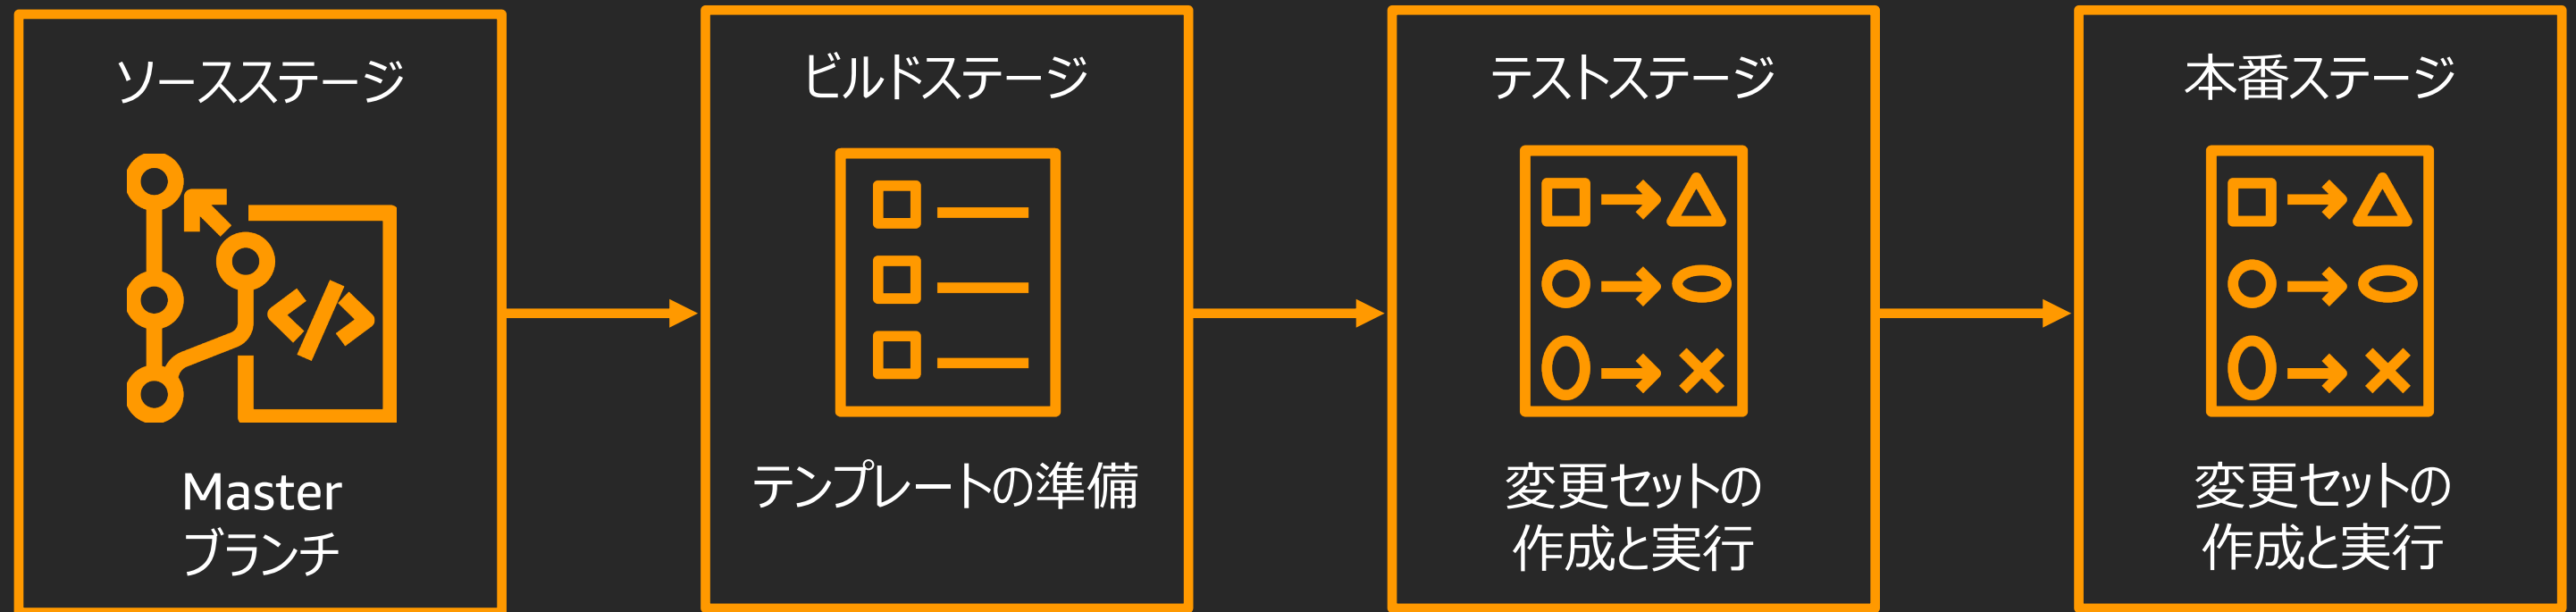 ソースステージ
Master
ブランチ
ビルドステージ
テンプレートの準備
テストステージ
変更セットの
作成と実行
本番ステージ
変更セットの
作成と実行